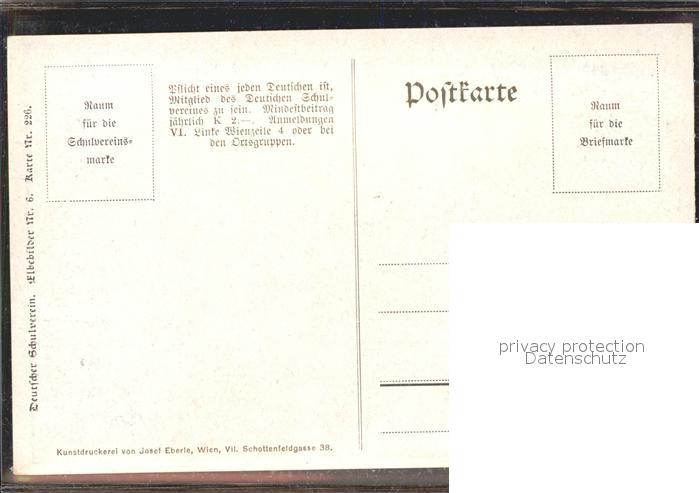 Raum
für die
Schulvereins=
marke
Pflicht eines jeden Deutschen ist,
Mitglied des Deutschen Schul-
vereines zu sein. Mindestbeitrag
jährlich K 2.—. Anmeldungen
VI. Linke Wienzeile 4 oder bei
den Ortsgruppen.
Postkarte
Raum
für die
Briefmarke
Deutscher Schulverein. Elbebilder Nr. 6. Karte Nr. 226.
privacy protection
Datenschutz
Kunstdruckerei von Josef Eberle, Wien, VII. Schottenfeldgasse 38.